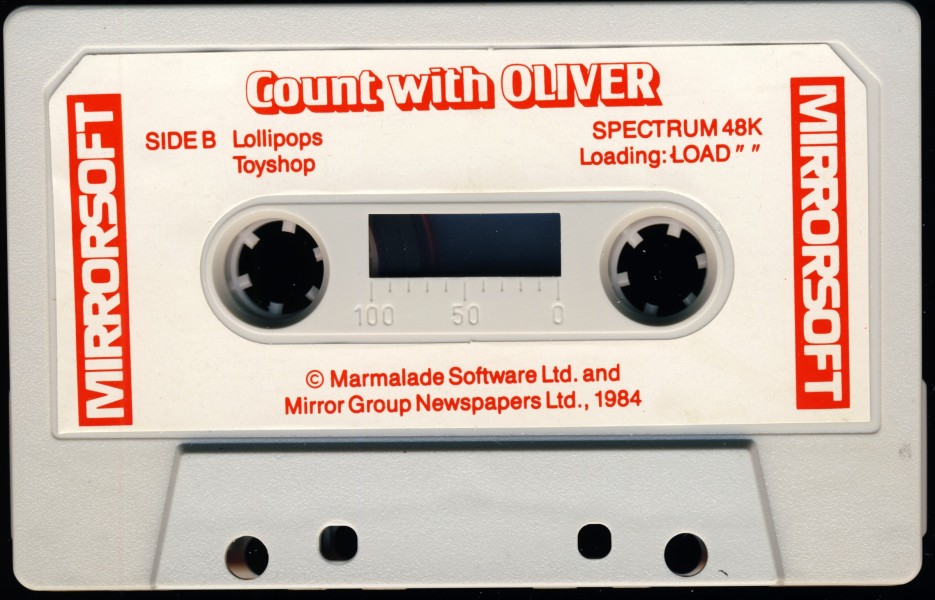 Count with OLIVER
SIDE B Lollipops
Toyshop
SPECTRUM 48K
Loading: LOAD " "
MIRRORSOFT
MIRRORSOFT
100 50 0
© Marmalade Software Ltd. and
Mirror Group Newspapers Ltd., 1984